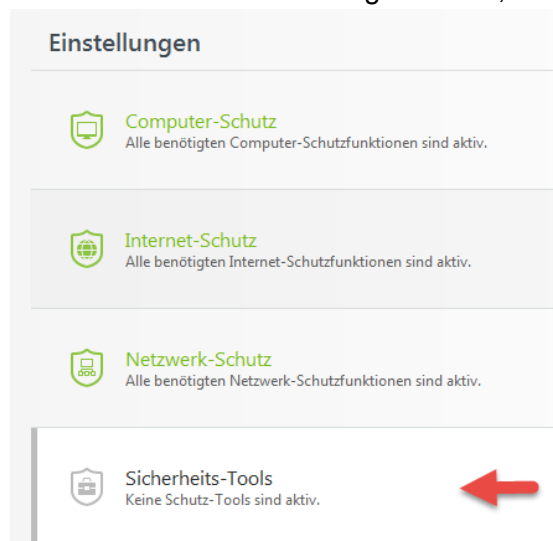 Einstellungen
Computer-Schutz
Alle benötigten Computer-Schutzfunktionen sind aktiv.
Internet-Schutz
Alle benötigten Internet-Schutzfunktionen sind aktiv.
Netzwerk-Schutz
Alle benötigten Netzwerk-Schutzfunktionen sind aktiv.
Sicherheits-Tools
Keine Schutz-Tools sind aktiv.